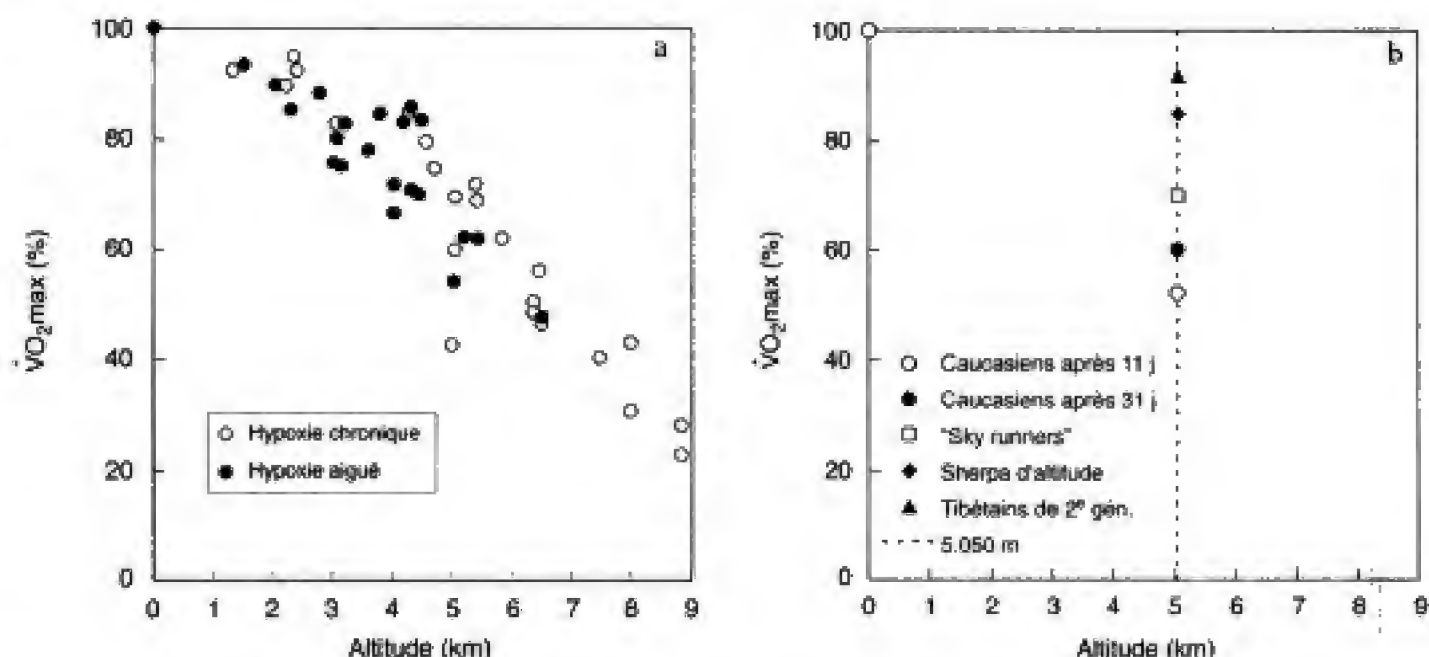 a
100
80
60
40
20
0
V̇O₂max (%)
○ Hypoxie chronique
● Hypoxie aiguë
0 1 2 3 4 5 6 7 8 9
Altitude (km)
b
100
80
60
40
20
0
V̇O₂max (%)
○ Caucasiens après 11 j
● Caucasiens après 31 j
□ "Sky runners"
◆ Sherpa d'altitude
▲ Tibétains de 2ᵉ gén.
5.050 m
0 1 2 3 4 5 6 7 8 9
Altitude (km)